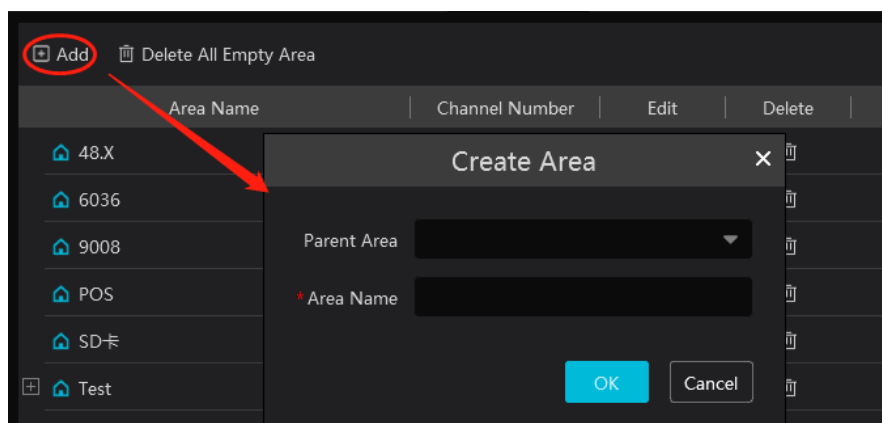 Add Delete All Empty Area
Area Name Channel Number Edit Delete
48.X
Create Area
6036
Parent Area
9008
POS
* Area Name
SD卡
OK Cancel
Test